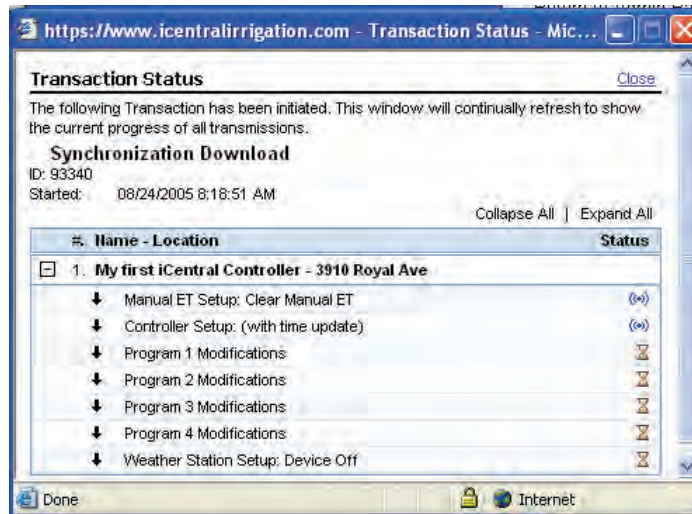 https://www.icentralirrigation.com - Transaction Status - Mic...
Transaction Status
Close
The following Transaction has been initiated. This window will continually refresh to show
the current progress of all transmissions.
Synchronization Download
ID: 93340
Started: 08/24/2005 8:18:51 AM
Collapse All | Expand All
#. Name - Location Status
1. My first iCentral Controller - 3910 Royal Ave
Manual ET Setup: Clear Manual ET
Controller Setup: (with time update)
Program 1 Modifications
Program 2 Modifications
Program 3 Modifications
Program 4 Modifications
Weather Station Setup: Device Off
Done Internet